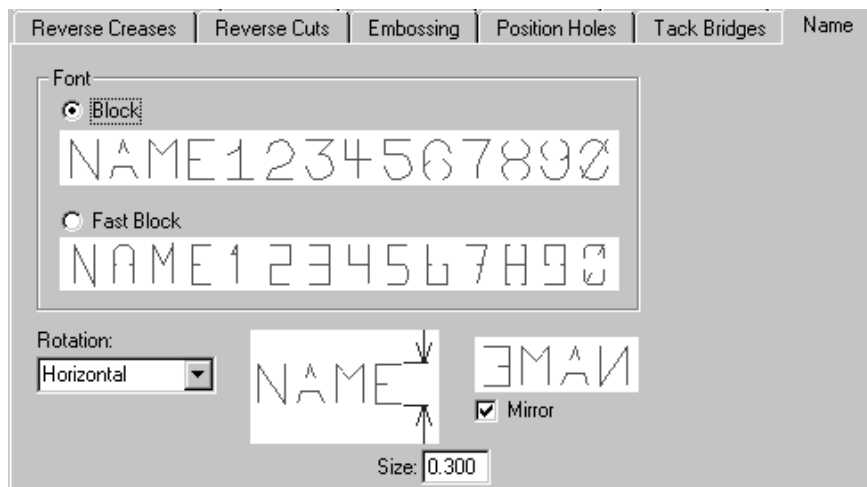 Reverse Creases Reverse Cuts Embossing Position Holes Tack Bridges Name
Font
Block
NAME1234567890
Fast Block
NAME1234567890
Rotation:
Horizontal
NAME
NAME
Mirror
Size: 0.300